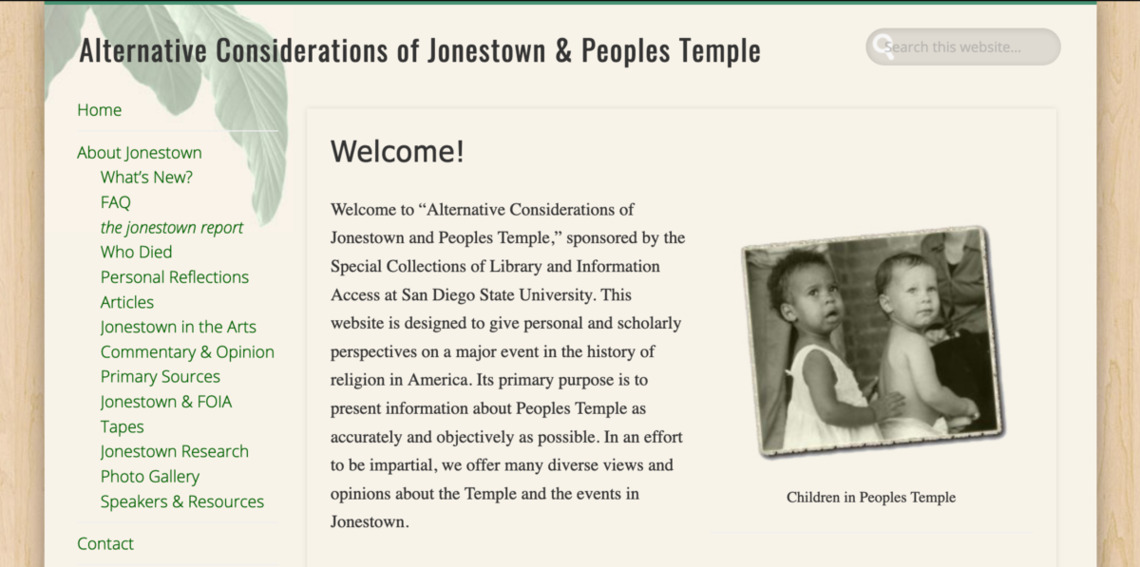 Alternative Considerations of Jonestown & Peoples Temple
Search this website...
Home
About Jonestown
What's New?
FAQ
the jonestown report
Who Died
Personal Reflections
Articles
Jonestown in the Arts
Commentary & Opinion
Primary Sources
Jonestown & FOIA
Tapes
Jonestown Research
Photo Gallery
Speakers & Resources
Contact
Welcome!
Welcome to “Alternative Considerations of
Jonestown and Peoples Temple,” sponsored by the
Special Collections of Library and Information
Access at San Diego State University. This
website is designed to give personal and scholarly
perspectives on a major event in the history of
religion in America. Its primary purpose is to
present information about Peoples Temple as
accurately and objectively as possible. In an effort
to be impartial, we offer many diverse views and
opinions about the Temple and the events in
Jonestown.
Children in Peoples Temple